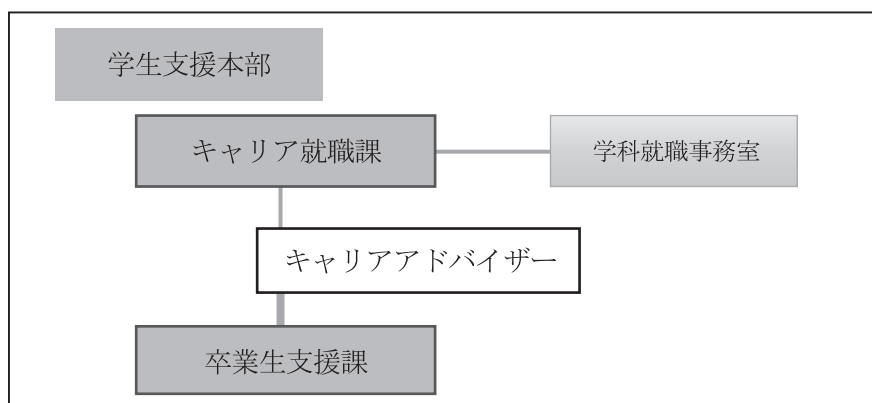 学生支援本部
キャリア就職課
学科就職事務室
キャリアアドバイザー
卒業生支援課